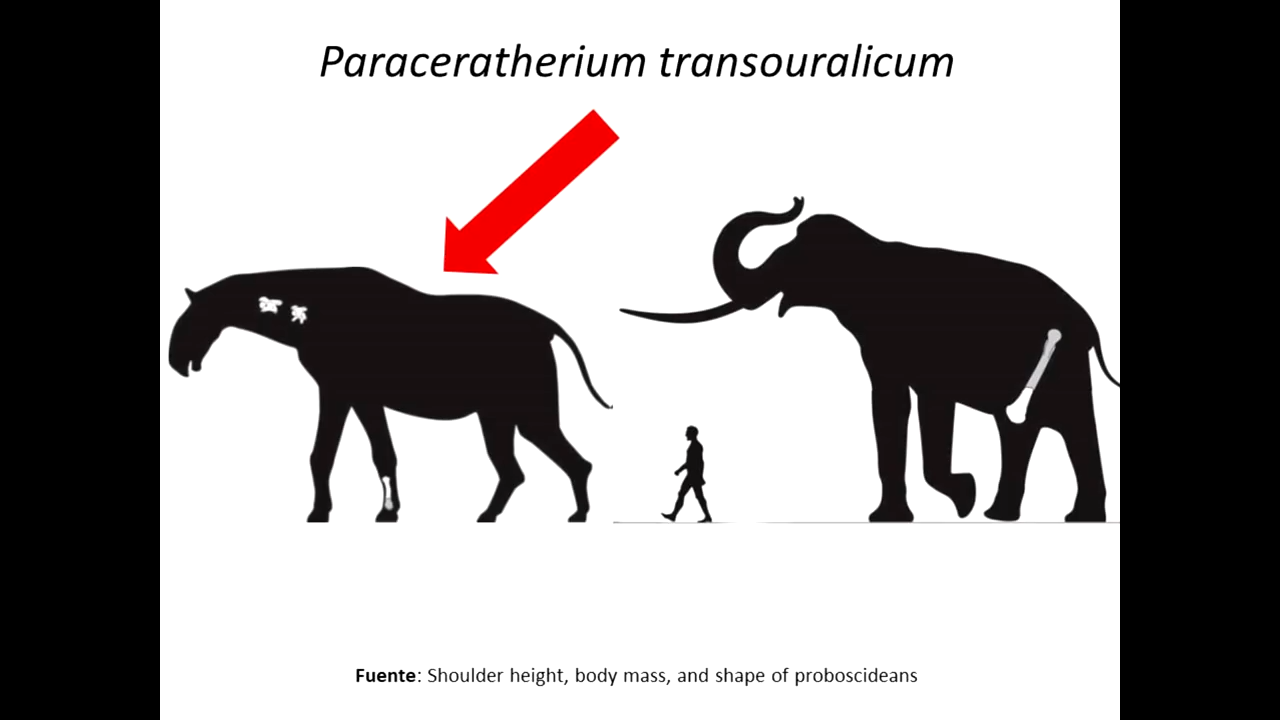 Paraceratherium transouralicum
Fuente: Shoulder height, body mass, and shape of proboscideans